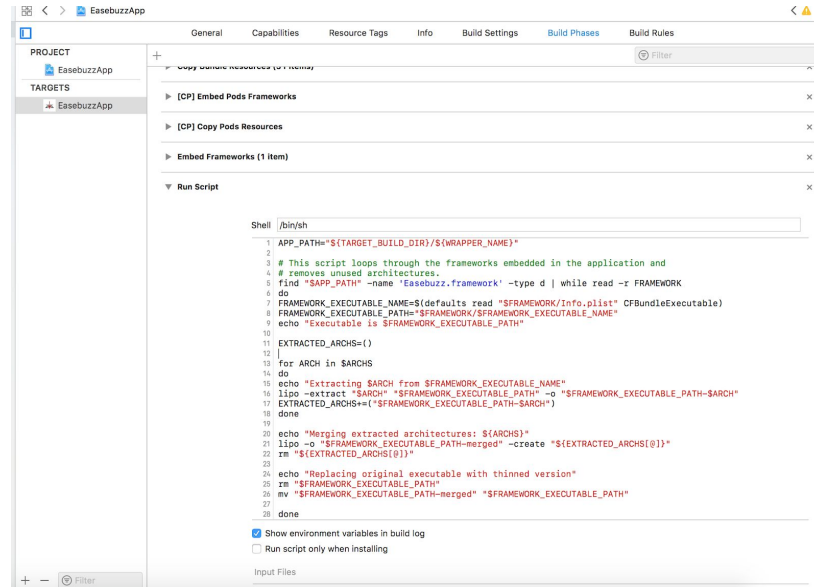 EasebuzzApp
General Capabilities Resource Tags Info Build Settings Build Phases Build Rules
PROJECT
EasebuzzApp
TARGETS
EasebuzzApp
+
Filter
Copy Bundle Resources (31 items)
[CP] Embed Pods Frameworks
[CP] Copy Pods Resources
Embed Frameworks (1 item)
Run Script
Shell /bin/sh
1 APP_PATH="${TARGET_BUILD_DIR}/${WRAPPER_NAME}"
2
3 # This script loops through the frameworks embedded in the application and
4 # removes unused architectures.
5 find "$APP_PATH" -name 'Easebuzz.framework' -type d | while read -r FRAMEWORK
6 do
7 FRAMEWORK_EXECUTABLE_NAME=$(defaults read "$FRAMEWORK/Info.plist" CFBundleExecutable)
8 FRAMEWORK_EXECUTABLE_PATH="$FRAMEWORK/$FRAMEWORK_EXECUTABLE_NAME"
9 echo "Executable is $FRAMEWORK_EXECUTABLE_PATH"
10
11 EXTRACTED_ARCHS=()
12
13 for ARCH in $ARCHS
14 do
15 echo "Extracting $ARCH from $FRAMEWORK_EXECUTABLE_NAME"
16 lipo -extract "$ARCH" "$FRAMEWORK_EXECUTABLE_PATH" -o "$FRAMEWORK_EXECUTABLE_PATH-$ARCH"
17 EXTRACTED_ARCHS+=("$FRAMEWORK_EXECUTABLE_PATH-$ARCH")
18 done
19
20 echo "Merging extracted architectures: ${ARCHS}"
21 lipo -o "$FRAMEWORK_EXECUTABLE_PATH-merged" -create "${EXTRACTED_ARCHS[@]}"
22 rm "${EXTRACTED_ARCHS[@]}"
23
24 echo "Replacing original executable with thinned version"
25 rm "$FRAMEWORK_EXECUTABLE_PATH"
26 mv "$FRAMEWORK_EXECUTABLE_PATH-merged" "$FRAMEWORK_EXECUTABLE_PATH"
27
28 done
Show environment variables in build log
Run script only when installing
Input Files
+ − Filter